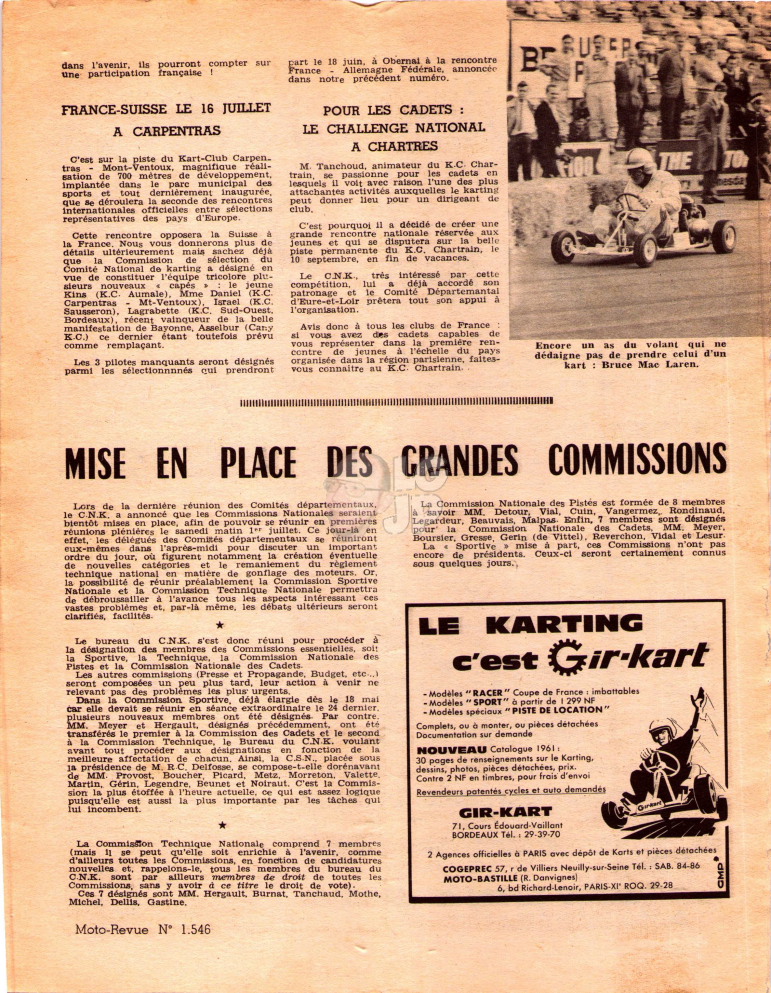 dans l'avenir, ils pourront compter sur
une participation française !
FRANCE-SUISSE LE 16 JUILLET
A CARPENTRAS
C'est sur la piste du Kart-Club Carpen-
tras - Mont-Ventoux, magnifique réali-
sation de 700 mètres de développement,
implantée dans le parc municipal des
sports et tout dernièrement inaugurée,
que se déroulera la seconde des rencontres
internationales officielles entre sélections
représentatives des pays d'Europe.
Cette rencontre opposera la Suisse à
la France. Nous vous donnerons plus de
détails ultérieurement mais sachez déjà
que la Commission de sélection du
Comité National de karting a désigné en
vue de constituer l'équipe tricolore plu-
sieurs nouveaux « capés » : le jeune
Kins (K.C. Aumale), Mme Daniel (K.C.
Carpentras - Mt-Ventoux), Israel (K.C.
Sausseron), Lagrabette (K.C. Sud-Ouest,
Bordeaux), récent vainqueur de la belle
manifestation de Bayonne, Asselbur (Cany
K.C.) ce dernier étant toutefois prévu
comme remplaçant.
Les 3 pilotes manquants seront désignés
parmi les sélectionnnnés qui prendront
part le 18 juin, à Obernal à la rencontre
France - Allemagne Fédérale, annoncée
dans notre précédent numéro.
POUR LES CADETS :
LE CHALLENGE NATIONAL
A CHARTRES
M. Tanchoud, animateur du K.C. Char-
train, se passionne pour les cadets en
lesquels il voit avec raison l'une des plus
attachantes activités auxquelles le karting
peut donner lieu pour un dirigeant de
club.
C'est pourquoi il a décidé de créer une
grande rencontre nationale réservée aux
jeunes et qui se disputera sur la belle
piste permanente du K.C. Chartrain, le
10 septembre, en fin de vacances.
Le C.N.K., très intéressé par cette
compétition, lui a déjà accordé son
patronage et le Comité Départemantal
d'Eure-et-Loir prêtera tout son appui à
l'organisation.
Avis donc à tous les clubs de France :
si vous avez des cadets capables de
vous représenter dans la première ren-
contre de jeunes à l'échelle du pays
organisée dans la région parisienne, faites-
vous connaitre au K.C. Chartrain.
THE
Encore un as du volant qui ne
dédaigne pas de prendre celui d'un
kart : Bruce Mac Laren.
MISE EN PLACE DES GRANDES COMMISSIONS
Lors de la dernière réunion des Comités départementaux,
le C.N.K. a annoncé que les Commissions Nationales seraient
bientôt mises en place, afin de pouvoir se réunir en premières
réunions plénières le samedi matin 1er juillet. Ce jour-là en
effet, les délégués des Comités départementaux se réuniront
eux-mêmes dans l'après-midi pour discuter un important
ordre du jour, où figurent notamment la création éventuelle
de nouvelles catégories et le remaniement du règlement
technique national en matière de gonflage des moteurs. Or,
la possibilité de réunir préalablement la Commission Sportive
Nationale et la Commission Technique Nationale permettra
de débroussailler à l'avance tous les aspects intéressant ces
vastes problèmes et, par-là même, les débats ultérieurs seront
clarifiés, facilités.
★
Le bureau du C.N.K. s'est donc réuni pour procéder à
la désignation des membres des Commissions essentielles, soit
la Sportive, la Technique, la Commission Nationale des
Pistes et la Commission Nationale des Cadets.
Les autres commissions (Presse et Propagande, Budget, etc...)
seront composées un peu plus tard, leur action à venir ne
relevant pas des problèmes les plus urgents.
Dans la Commission Sportive, déjà élargie dès le 18 mai
car elle devait se réunir en séance extraordinaire le 24 dernier,
plusieurs nouveaux membres ont été désignés. Par contre,
MM. Meyer et Hergault, désignés précédemment, ont été
transférés le premier à la Commission des Cadets et le second
à la Commission Technique, le Bureau du C.N.K. voulant
avant tout procéder aux désignations en fonction de la
meilleure affectation de chacun. Ainsi, la C.S.N., placée sous
la présidence de M. R.C. Delfosse, se compose-t-elle dorénavant
de MM. Provost, Boucher, Picard, Metz, Morreton, Valette,
Martin, Gérin, Legendre, Beunet et Noiraut. C'est la Commis-
sion la plus étoffée à l'heure actuelle, ce qui est assez logique
puisqu'elle est aussi la plus importante par les tâches qui
lui incombent.
★
La Commission Technique Nationale comprend 7 membres
(mais il se peut qu'elle soit enrichie à l'avenir, comme
d'ailleurs toutes les Commissions, en fonction de candidatures
nouvelles et, rappelons-le, tous les membres du bureau du
C.N.K. sont par ailleurs membres de droit de toutes les
Commissions, sans y avoir à ce titre le droit de vote).
Ces 7 désignés sont MM. Hergault, Burnat, Tanchaud, Mothe,
Michel, Dellis, Gastine.
La Commission Nationale des Pistes est formée de 8 membres
à savoir MM. Detour, Vial, Cuin, Vangermez, Rondinaud,
Legardeur, Beauvais, Malpas. Enfin, 7 membres sont désignés
pour la Commission Nationale des Cadets, MM. Meyer,
Boursier, Gresse, Gerin (de Vittel), Reverchon, Vidal et Lesur.
La « Sportive » mise à part, ces Commissions n'ont pas
encore de présidents. Ceux-ci seront certainement connus
sous quelques jours.
LE KARTING
c'est Gir-kart
- Modèles "RACER" Coupe de France : imbattables
- Modèles "SPORT" à partir de 1 299 NF
- Modèles spéciaux "PISTE DE LOCATION"
Complets, ou à monter, ou pièces détachées
Documentation sur demande
NOUVEAU Catalogue 1961 :
30 pages de renseignements sur le Karting,
dessins, photos, pièces détachées, prix.
Contre 2 NF en timbres, pour frais d'envoi
Revendeurs patentés cycles et auto demandés
Gir-kart
GIR-KART
71, Cours Édouard-Vaillant
BORDEAUX Tél. : 29-39-70
2 Agences officielles à PARIS avec dépôt de Karts et pièces détachées
COGEPREC 57, r de Villiers Neuilly-sur-Seine Tél. : SAB. 84-86
MOTO-BASTILLE (R. Danvignes)
6, bd Richard-Lenoir, PARIS-XIe ROQ. 29-28
GMP
Moto-Revue N° 1.546